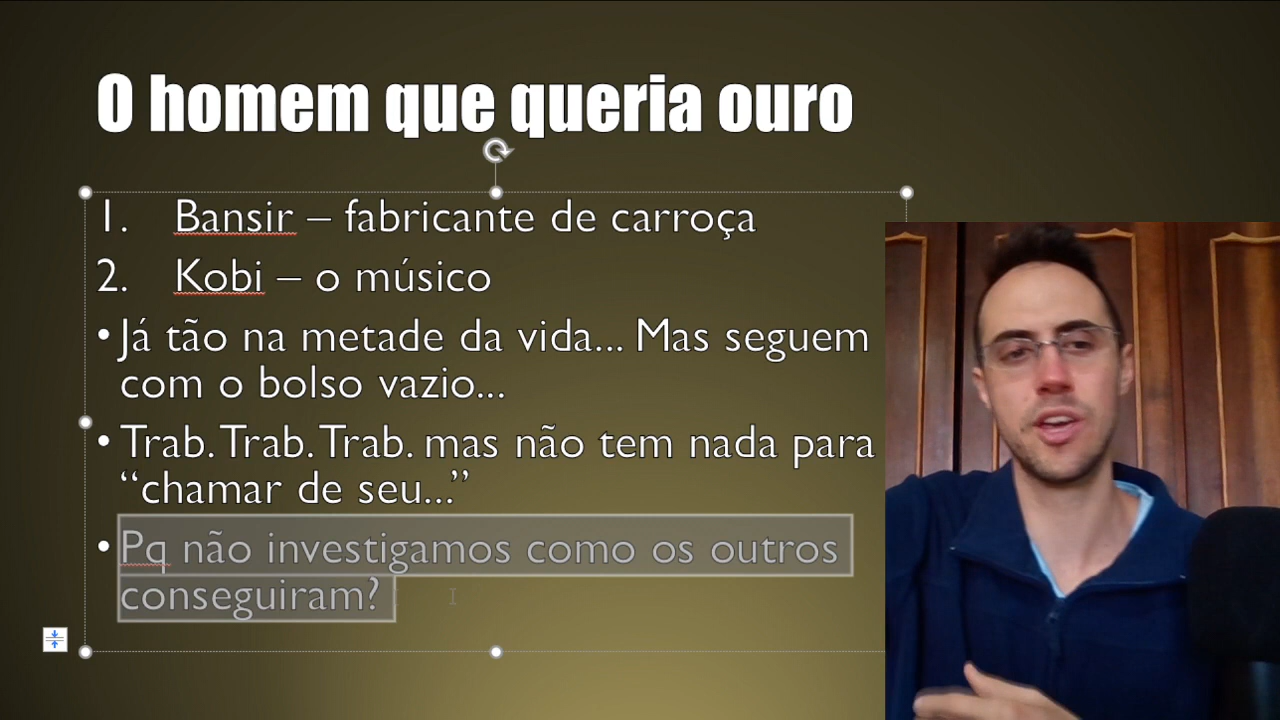 O homem que queria ouro
1. Bansir – fabricante de carroça
2. Kobi – o músico
• Já tão na metade da vida... Mas seguem
com o bolso vazio...
• Trab. Trab. Trab. mas não tem nada para
“chamar de seu...”
• Pq não investigamos como os outros
conseguiram?